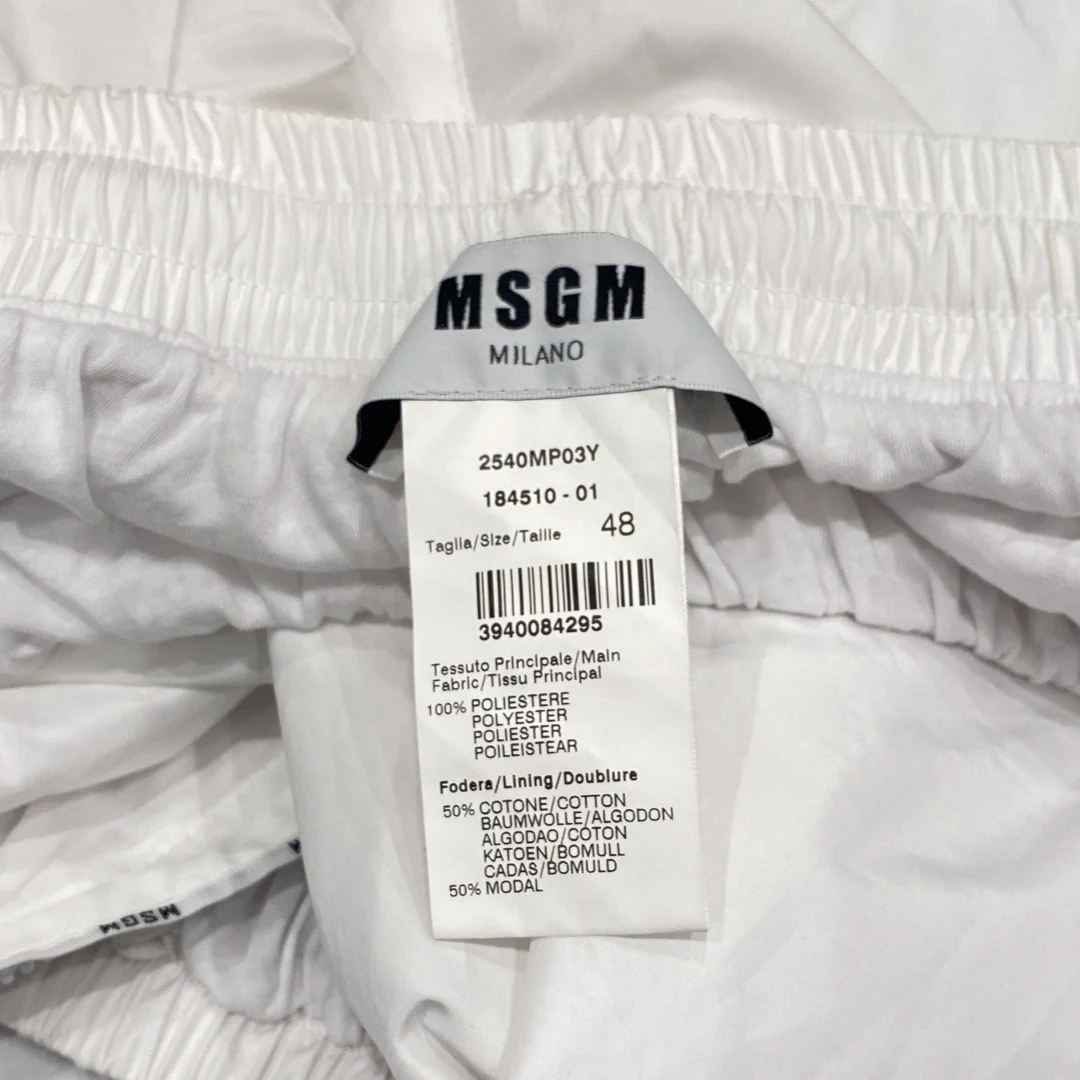 MSGM
MILANO
2540MP03Y
184510 - 01
Taglia/Size/Taille 48
3940084295
Tessuto Principale/Main
Fabric/Tissu Principal
100% POLIESTERE
POLYESTER
POLIESTER
POILEISTEAR
Fodera/Lining/Doublure
50% COTONE/COTTON
BAUMWOLLE/ALGODON
ALGODAO/COTON
KATOEN/BOMULL
CADAS/BOMULD
50% MODAL
MSGM